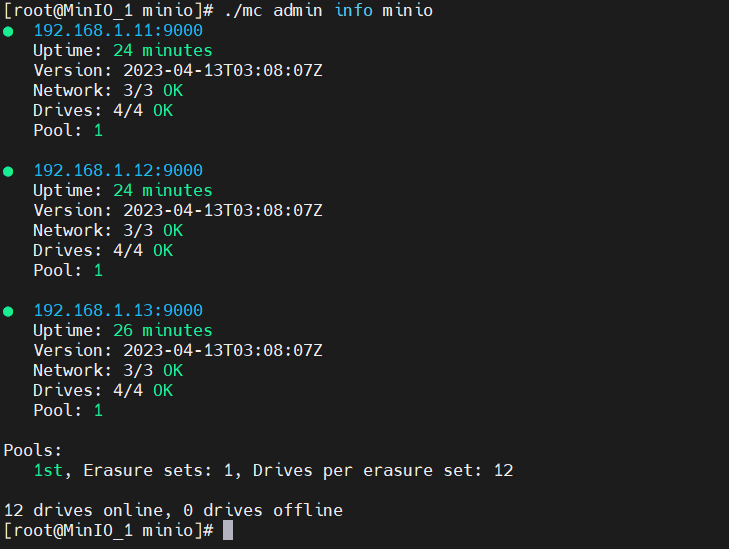 [root@MinIO_1 minio]# ./mc admin info minio
● 192.168.1.11:9000
Uptime: 24 minutes
Version: 2023-04-13T03:08:07Z
Network: 3/3 OK
Drives: 4/4 OK
Pool: 1
● 192.168.1.12:9000
Uptime: 24 minutes
Version: 2023-04-13T03:08:07Z
Network: 3/3 OK
Drives: 4/4 OK
Pool: 1
● 192.168.1.13:9000
Uptime: 26 minutes
Version: 2023-04-13T03:08:07Z
Network: 3/3 OK
Drives: 4/4 OK
Pool: 1
Pools:
1st, Erasure sets: 1, Drives per erasure set: 12
12 drives online, 0 drives offline
[root@MinIO_1 minio]#